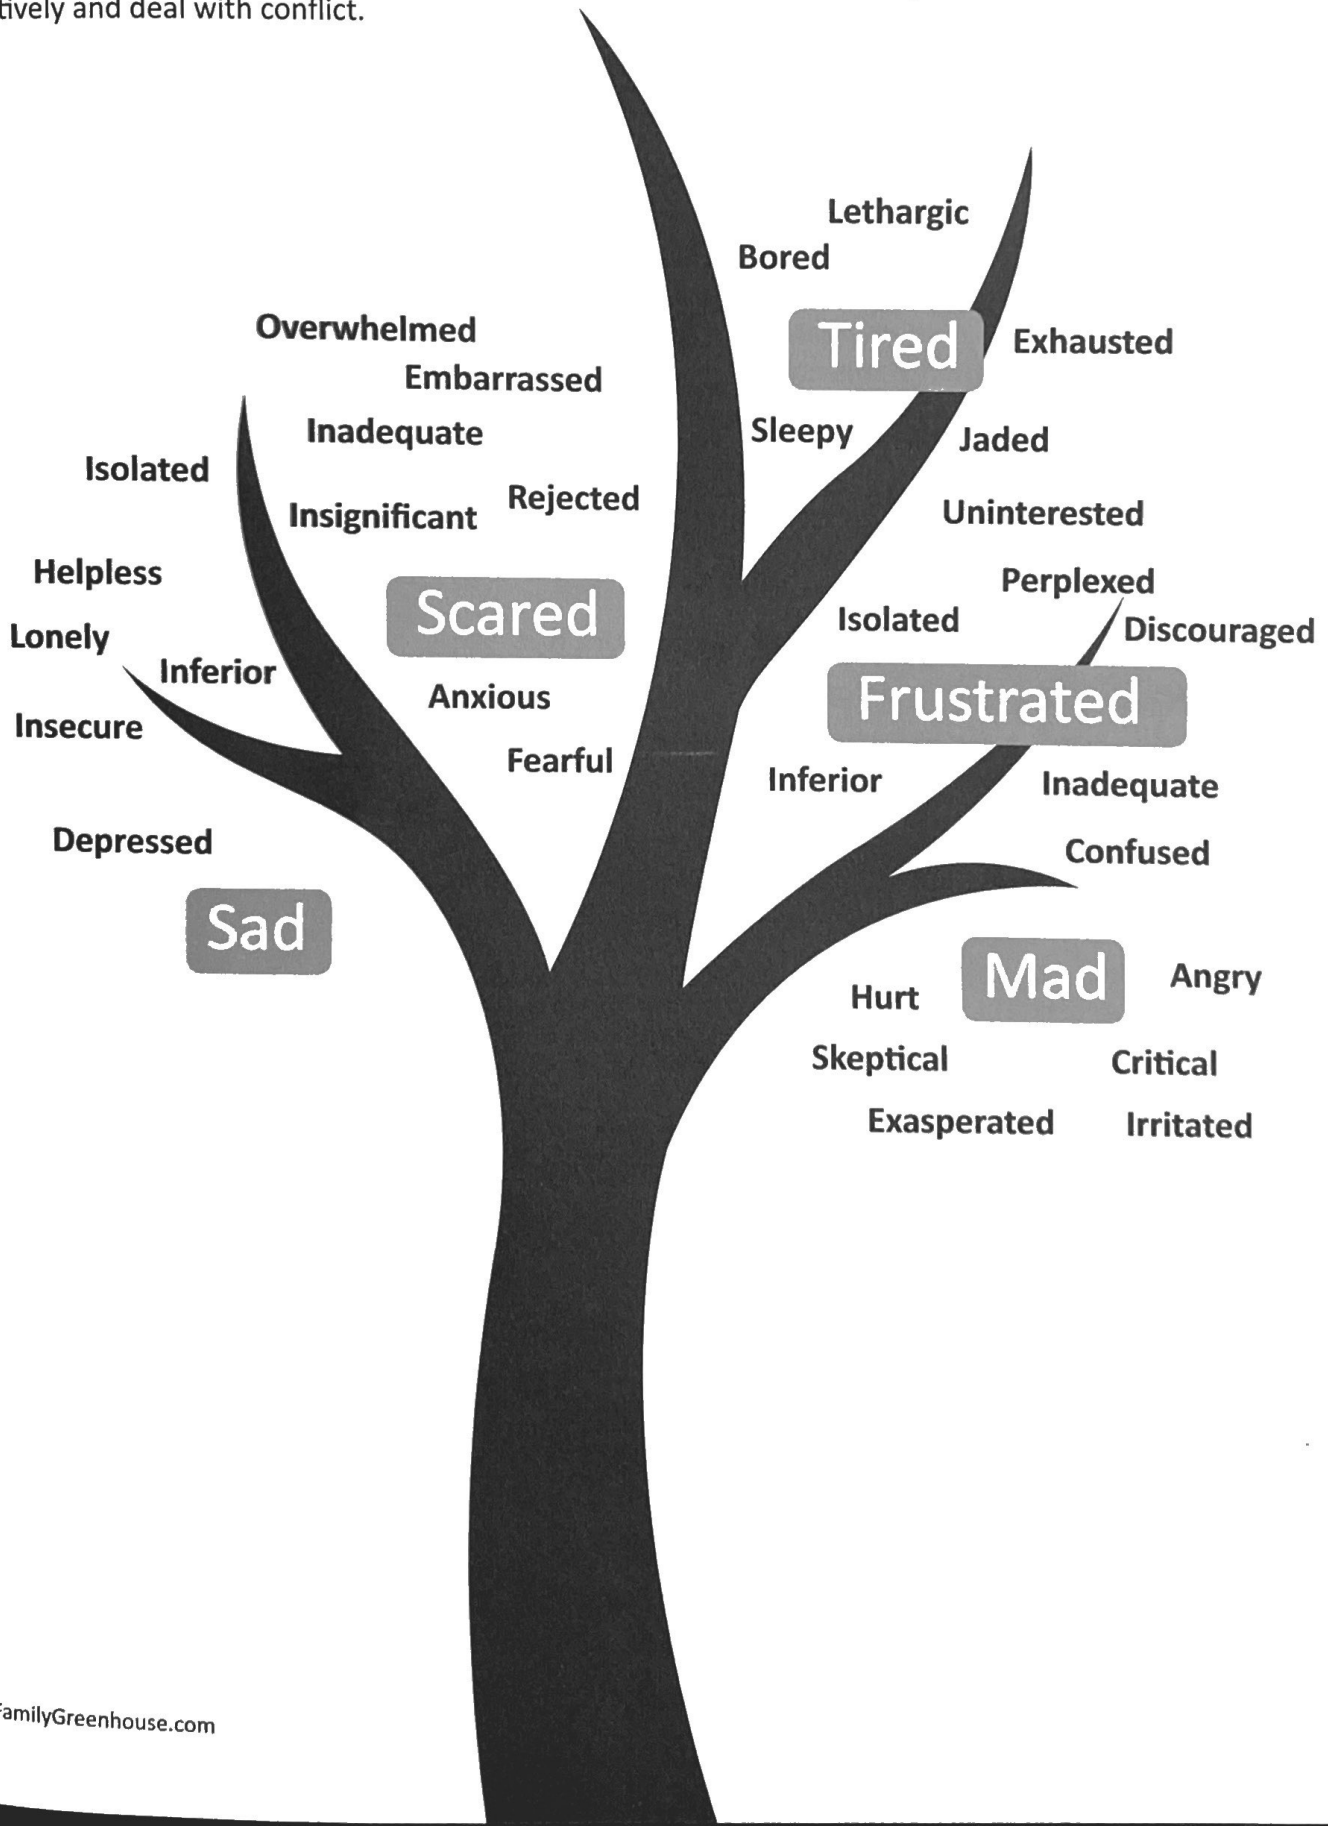 tively and deal with conflict.
Lethargic
Bored
Tired
Exhausted
Sleepy
Jaded
Uninterested
Overwhelmed
Embarrassed
Inadequate
Rejected
Insignificant
Scared
Anxious
Fearful
Isolated
Helpless
Lonely
Inferior
Insecure
Depressed
Sad
Perplexed
Isolated
Discouraged
Frustrated
Inferior
Inadequate
Confused
Mad
Angry
Hurt
Skeptical
Critical
Exasperated
Irritated
FamilyGreenhouse.com